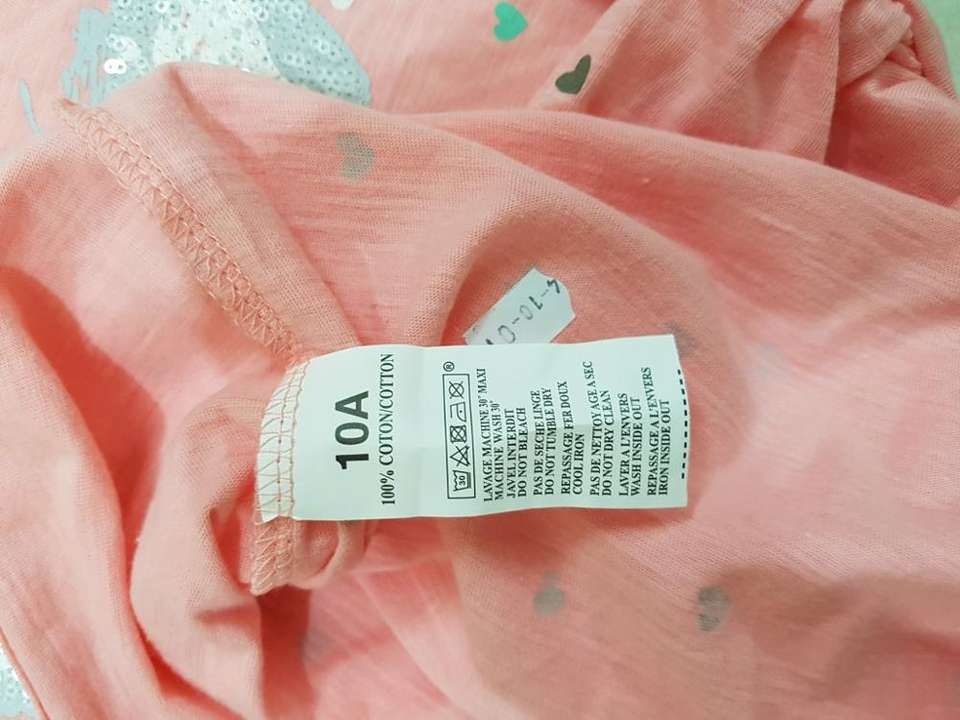 10A
100% COTON/COTTON
30
®
LAVAGE MACHINE 30° MAXI
MACHINE WASH 30°
JAVEL INTERDIT
DO NOT BLEACH
PAS DE SECHE LINGE
DO NOT TUMBLE DRY
REPASSAGE FER DOUX
COOL IRON
PAS DE NETTOYAGE A SEC
DO NOT DRY CLEAN
LAVER A L'ENVERS
WASH INSIDE OUT
REPASSAGE A L'ENVERS
IRON INSIDE OUT